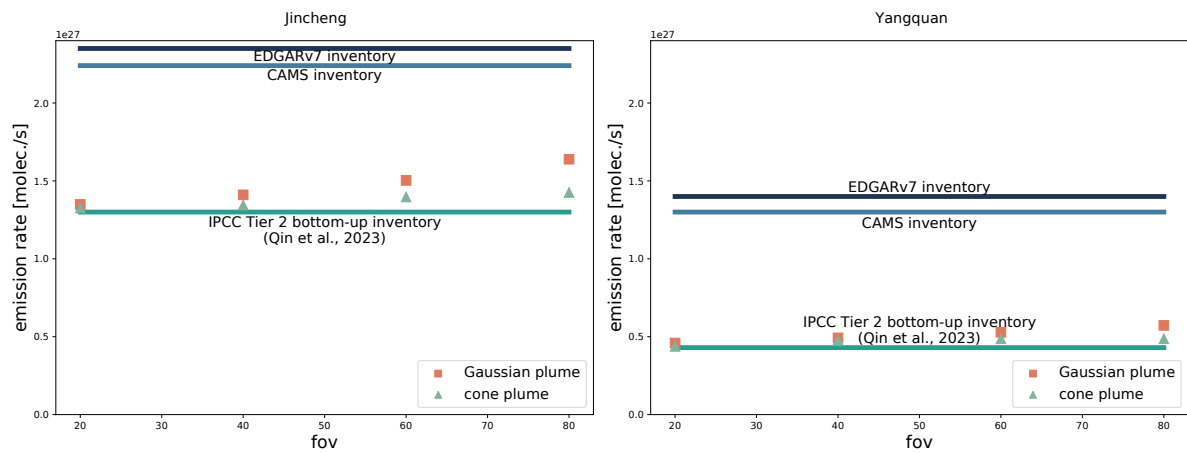 Jincheng
1e27
EDGARv7 inventory
CAMS inventory
IPCC Tier 2 bottom-up inventory
(Qin et al., 2023)
emission rate [molec./s]
2.0
1.5
1.0
0.5
0.0
Gaussian plume
cone plume
20
30
40
50
60
70
80
fov
Yangquan
1e27
EDGARv7 inventory
CAMS inventory
IPCC Tier 2 bottom-up inventory
(Qin et al., 2023)
emission rate [molec./s]
2.0
1.5
1.0
0.5
0.0
Gaussian plume
cone plume
20
30
40
50
60
70
80
fov